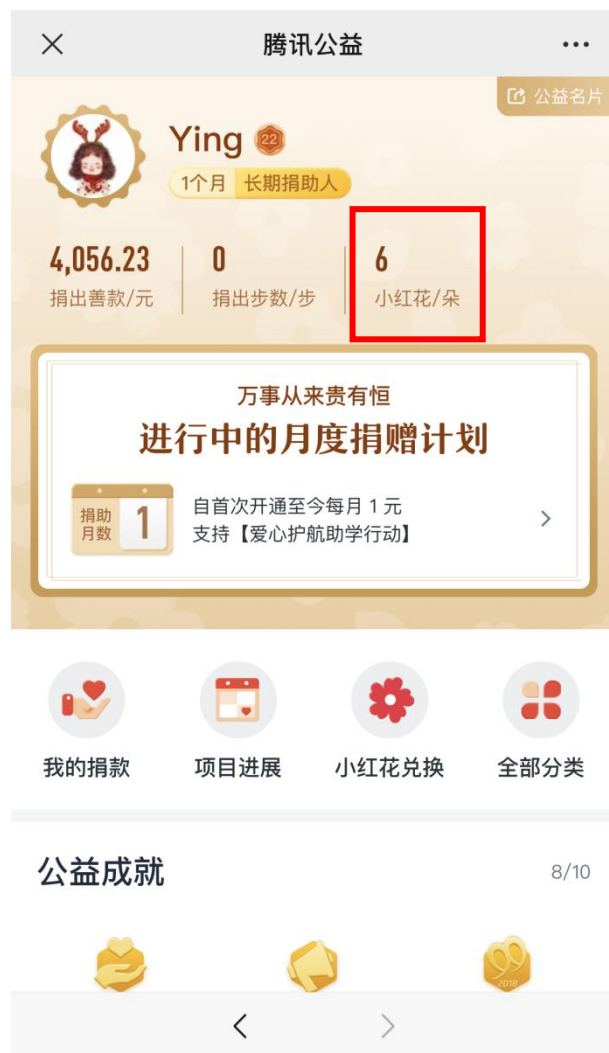 腾讯公益
公益名片
Ying 22
1个月 长期捐助人
4,056.23 0 6
捐出善款/元 捐出步数/步 小红花/朵
万事从来贵有恒
进行中的月度捐赠计划
捐助月数 1
自首次开通至今每月 1 元
支持【爱心护航助学行动】
我的捐款 项目进展 小红花兑换 全部分类
公益成就 8/10
99
2018